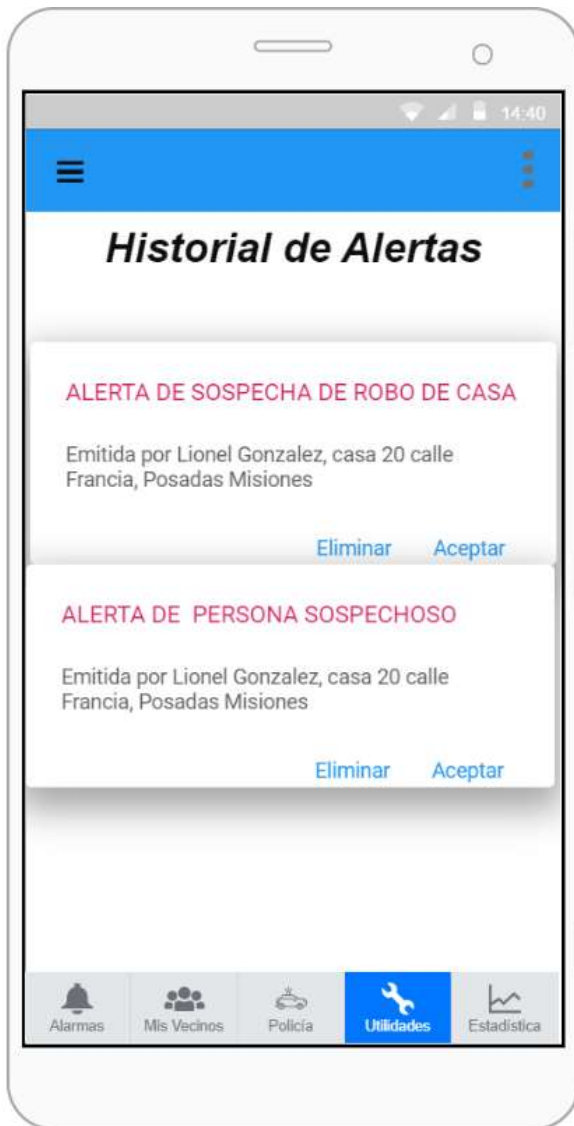 14:40
Historial de Alertas
ALERTA DE SOSPECHA DE ROBO DE CASA
Emitida por Lionel Gonzalez, casa 20 calle
Francia, Posadas Misiones
Eliminar Aceptar
ALERTA DE PERSONA SOSPECHOSO
Emitida por Lionel Gonzalez, casa 20 calle
Francia, Posadas Misiones
Eliminar Aceptar
Alarmas Mis Vecinos Policía Utilidades Estadística